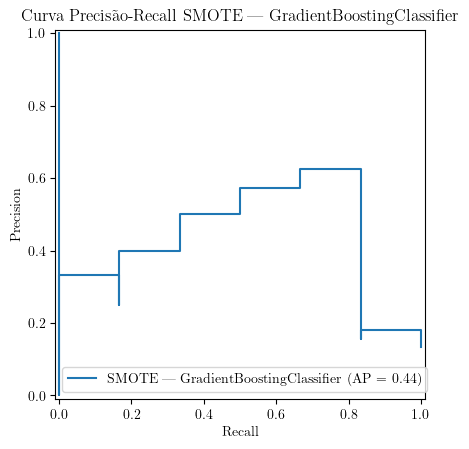 Curva Precisão-Recall SMOTE — GradientBoostingClassifier
1.0
0.8
0.6
0.4
0.2
0.0
Precision
SMOTE — GradientBoostingClassifier (AP = 0.44)
0.0 0.2 0.4 0.6 0.8 1.0
Recall